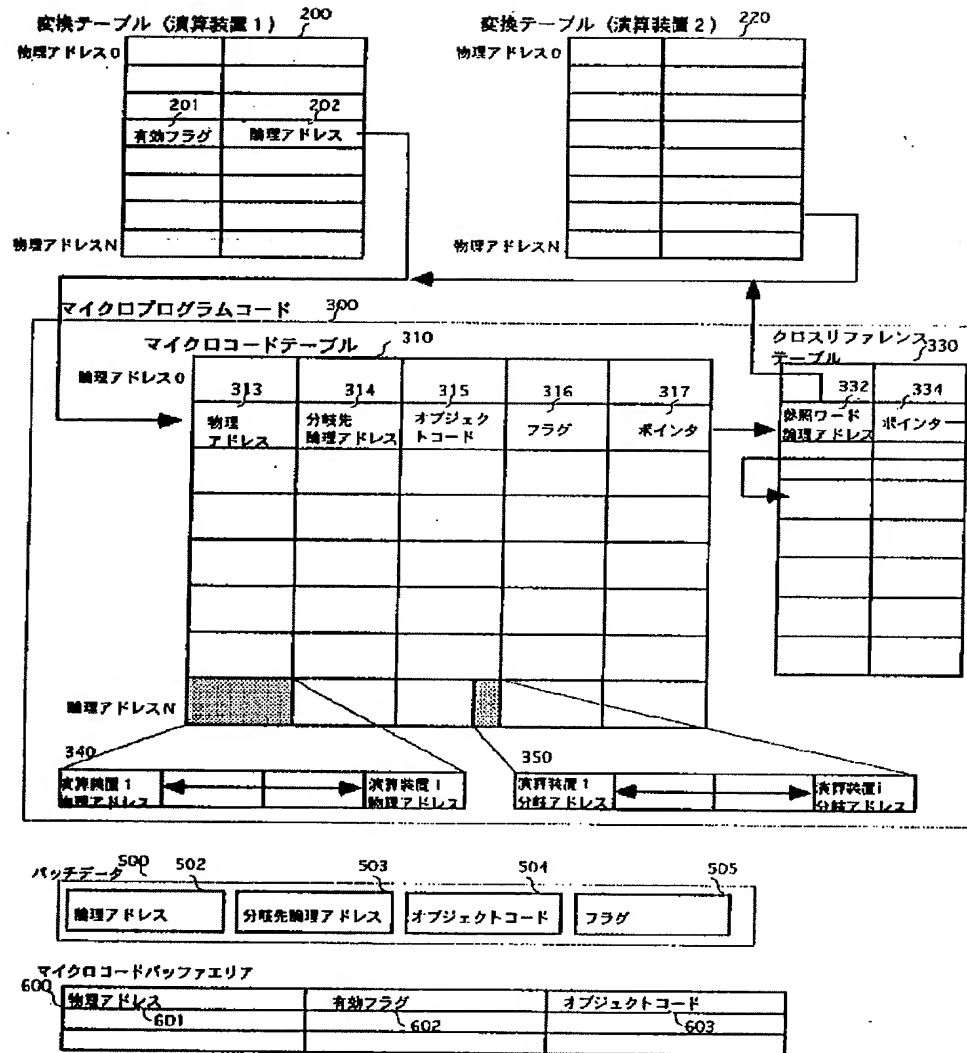 変換テーブル (演算装置1) 200
変換テーブル (演算装置2) 220
物理アドレス0
物理アドレス0
201
202
有効フラグ
論理アドレス
物理アドレスN
物理アドレスN
マイクロプログラムコード 300
マイクロコードテーブル 310
クロスリファレンス
テーブル 330
論理アドレス0
313
314
315
316
317
332
334
物理
アドレス
分岐先
論理アドレス
オブジェク
トコード
フラグ
ポインタ
参照ワード
論理アドレス
ポインター
論理アドレスN
340
350
演算装置1
物理アドレス
演算装置i
物理アドレス
演算装置1
分岐アドレス
演算装置i
分岐アドレス
パッチデータ 500
502
503
504
505
論理アドレス
分岐先論理アドレス
オブジェクトコード
フラグ
マイクロコードバッファエリア
600
物理アドレス
有効フラグ
オブジェクトコード
601
602
603